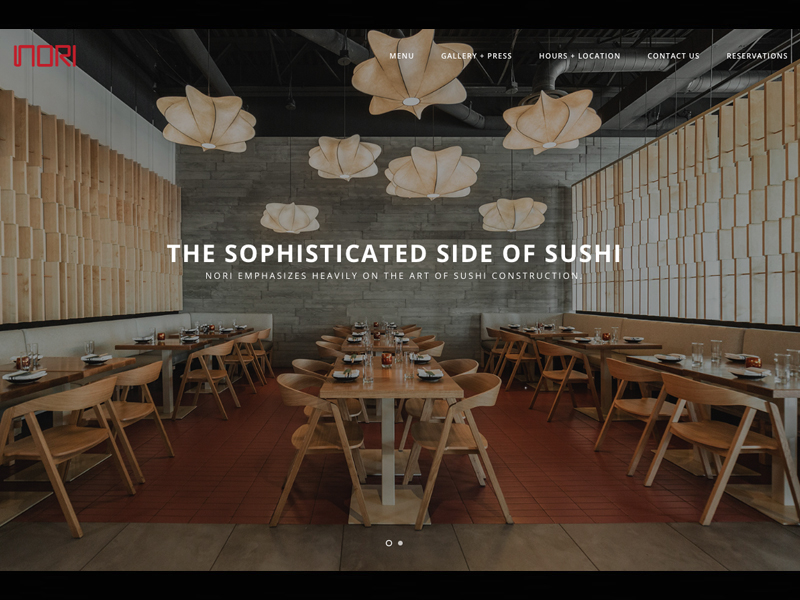 INORI
MENU
GALLERY + PRESS
HOURS + LOCATION
CONTACT US
RESERVATIONS
THE SOPHISTICATED SIDE OF SUSHI
NORI EMPHASIZES HEAVILY ON THE ART OF SUSHI CONSTRUCTION.